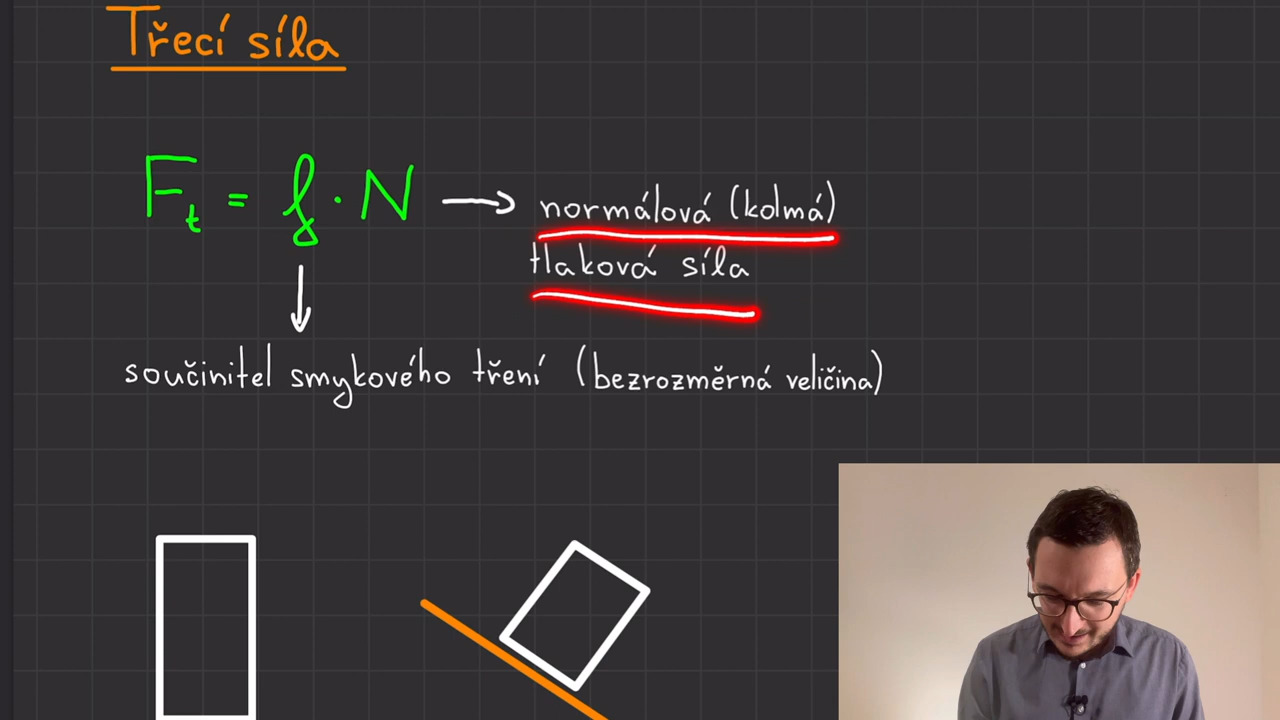 Třecí síla
Fₜ = f · N → normálová (kolmá)
tlaková síla
↓
součinitel smykového tření (bezrozměrná veličina)